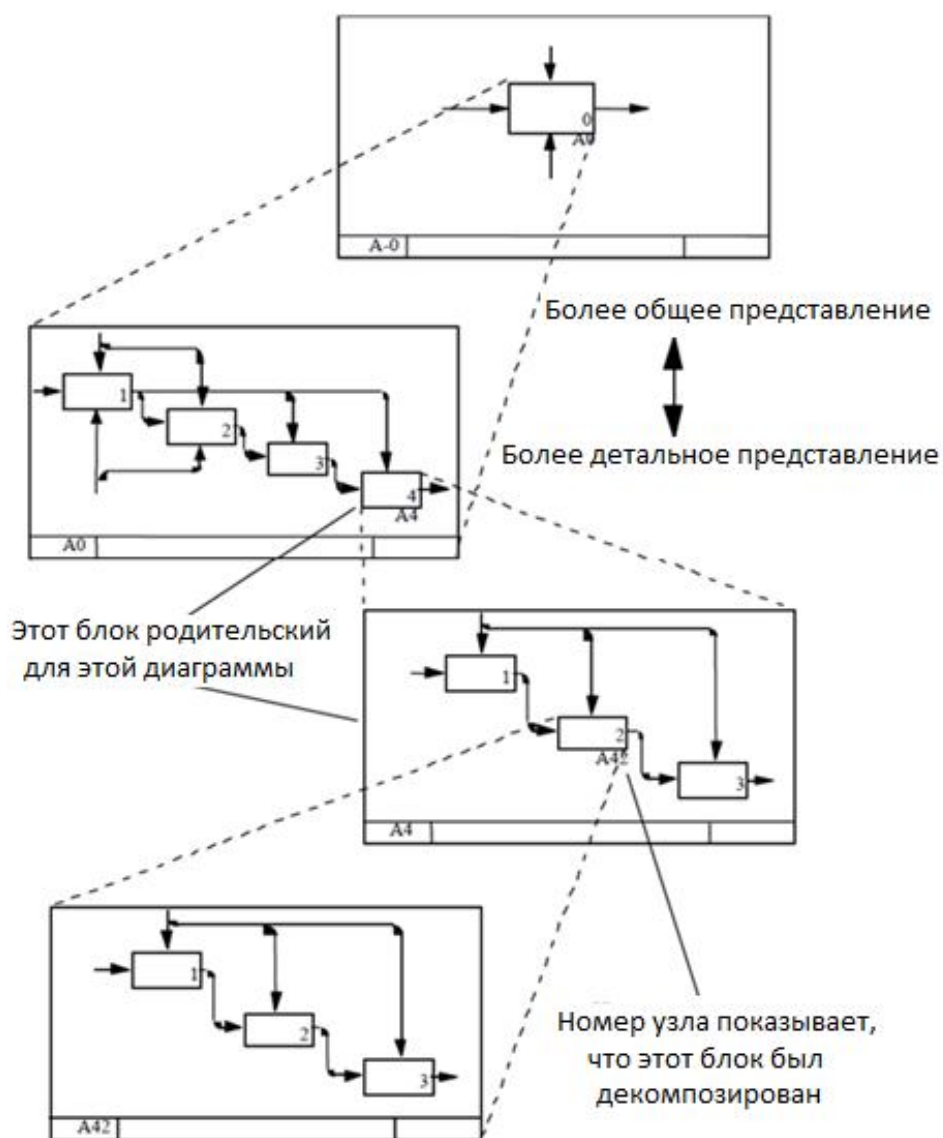 0
A0
A-0
Более общее представление
Более детальное представление
1
2
3
4
A4
A0
Этот блок родительский
для этой диаграммы
1
2
A42
3
A4
1
2
3
A42
Номер узла показывает,
что этот блок был
декомпозирован